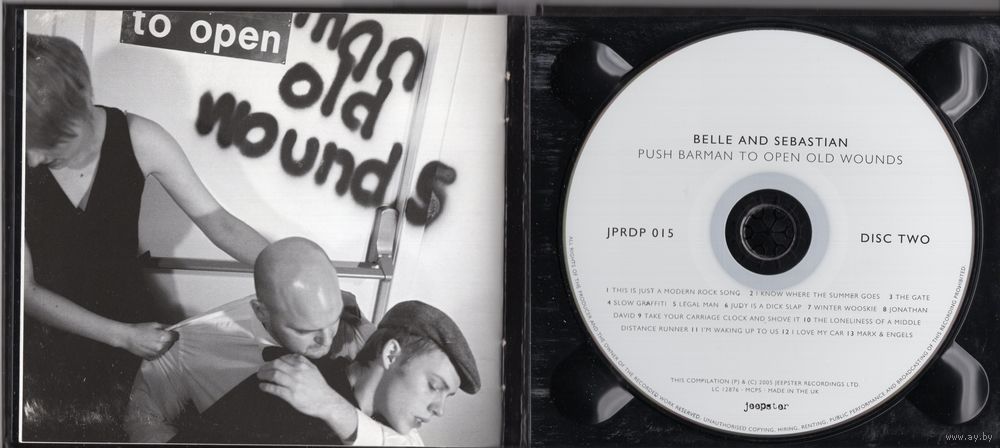 to open
man
old
wounds
BELLE AND SEBASTIAN
PUSH BARMAN TO OPEN OLD WOUNDS
JPRDP 015
DISC TWO
1 THIS IS JUST A MODERN ROCK SONG 2 I KNOW WHERE THE SUMMER GOES 3 THE GATE
4 SLOW GRAFFITI 5 LEGAL MAN 6 JUDY IS A DICK SLAP 7 WINTER WOOSKIE 8 JONATHAN
DAVID 9 TAKE YOUR CARRIAGE CLOCK AND SHOVE IT 10 THE LONELINESS OF A MIDDLE
DISTANCE RUNNER 11 I'M WAKING UP TO US 12 I LOVE MY CAR 13 MARX & ENGELS
THIS COMPILATION (P) & (C) 2005 JEEPSTER RECORDINGS LTD.
LC 12876 - MCPS - MADE IN THE UK
jeepster
ALL RIGHTS OF THE PRODUCER AND THE OWNER OF THE RECORDED WORK RESERVED. UNAUTHORISED COPYING, HIRING, RENTING, PUBLIC PERFORMANCE AND BROADCASTING OF THIS RECORDING PROHIBITED
www.ay.by